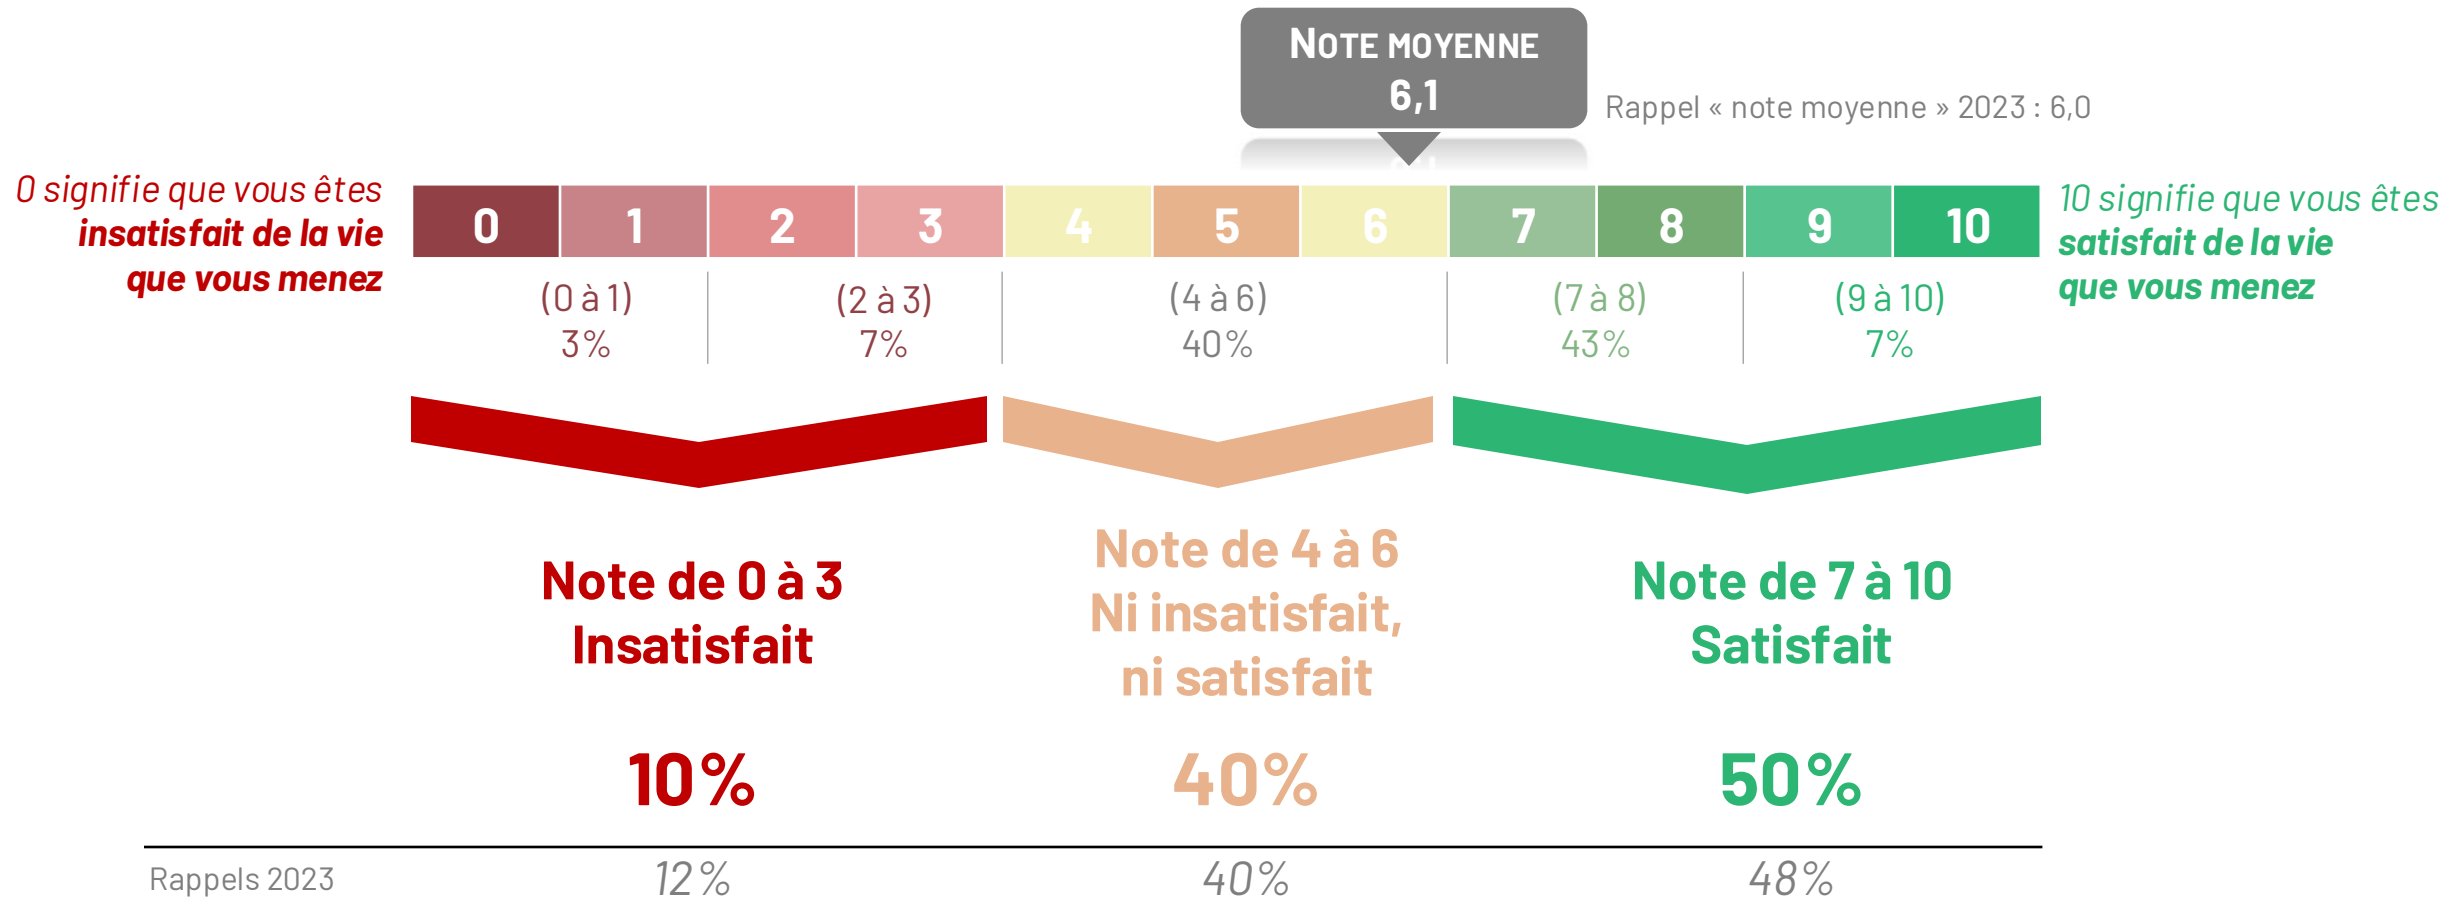 NOTE MOYENNE
6,1
Rappel « note moyenne » 2023 : 6,0
0 signifie que vous êtes
insatisfait de la vie
que vous menez
0 1 2 3 4 5 6 7 8 9 10
10 signifie que vous êtes
satisfait de la vie
que vous menez
(0 à 1) (2 à 3) (4 à 6) (7 à 8) (9 à 10)
3% 7% 40% 43% 7%
Note de 0 à 3
Insatisfait
Note de 4 à 6
Ni insatisfait,
ni satisfait
Note de 7 à 10
Satisfait
10% 40% 50%
Rappels 2023 12% 40% 48%